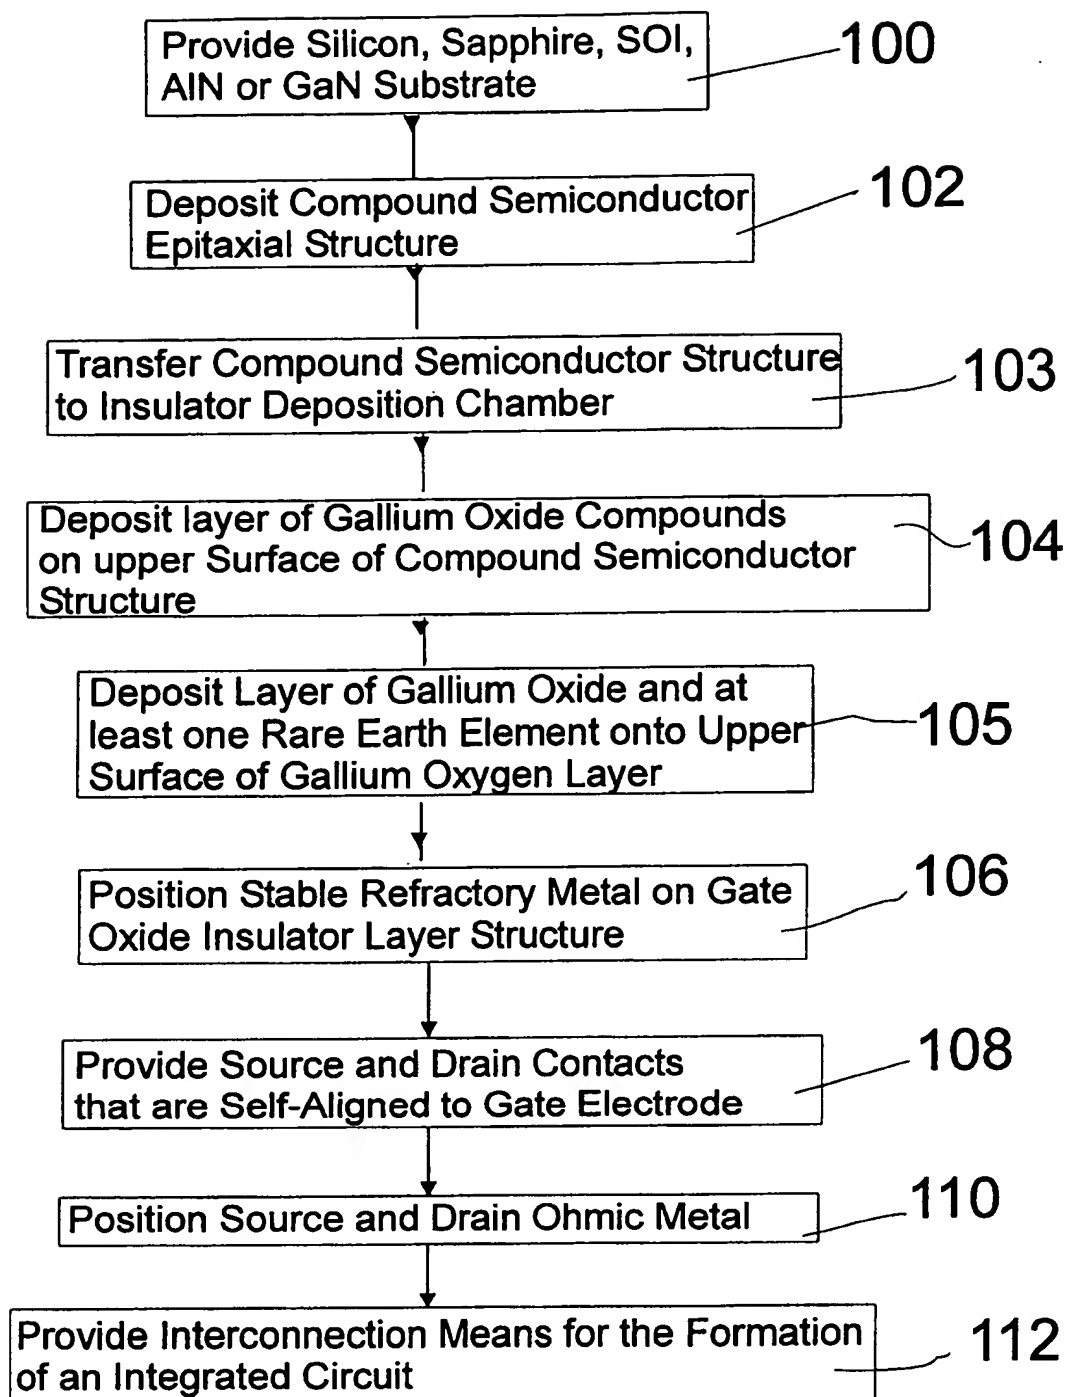 Provide Silicon, Sapphire, SOI,
AlN or GaN Substrate
100
Deposit Compound Semiconductor
Epitaxial Structure
102
Transfer Compound Semiconductor Structure
to Insulator Deposition Chamber
103
Deposit layer of Gallium Oxide Compounds
on upper Surface of Compound Semiconductor
Structure
104
Deposit Layer of Gallium Oxide and at
least one Rare Earth Element onto Upper
Surface of Gallium Oxygen Layer
105
Position Stable Refractory Metal on Gate
Oxide Insulator Layer Structure
106
Provide Source and Drain Contacts
that are Self-Aligned to Gate Electrode
108
Position Source and Drain Ohmic Metal
110
Provide Interconnection Means for the Formation
of an Integrated Circuit
112